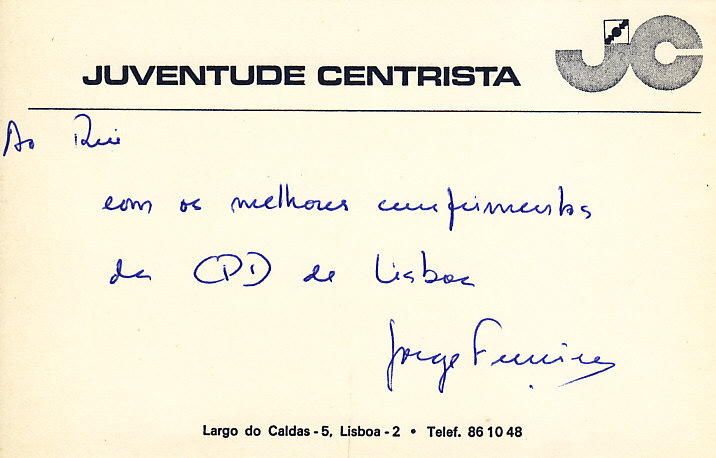 JUVENTUDE CENTRISTA
JC
Ao Rui
com os melhores cumprimentos
da CPD de Lisboa
Jorge Ferreira
Largo do Caldas - 5, Lisboa - 2 • Telef. 86 10 48